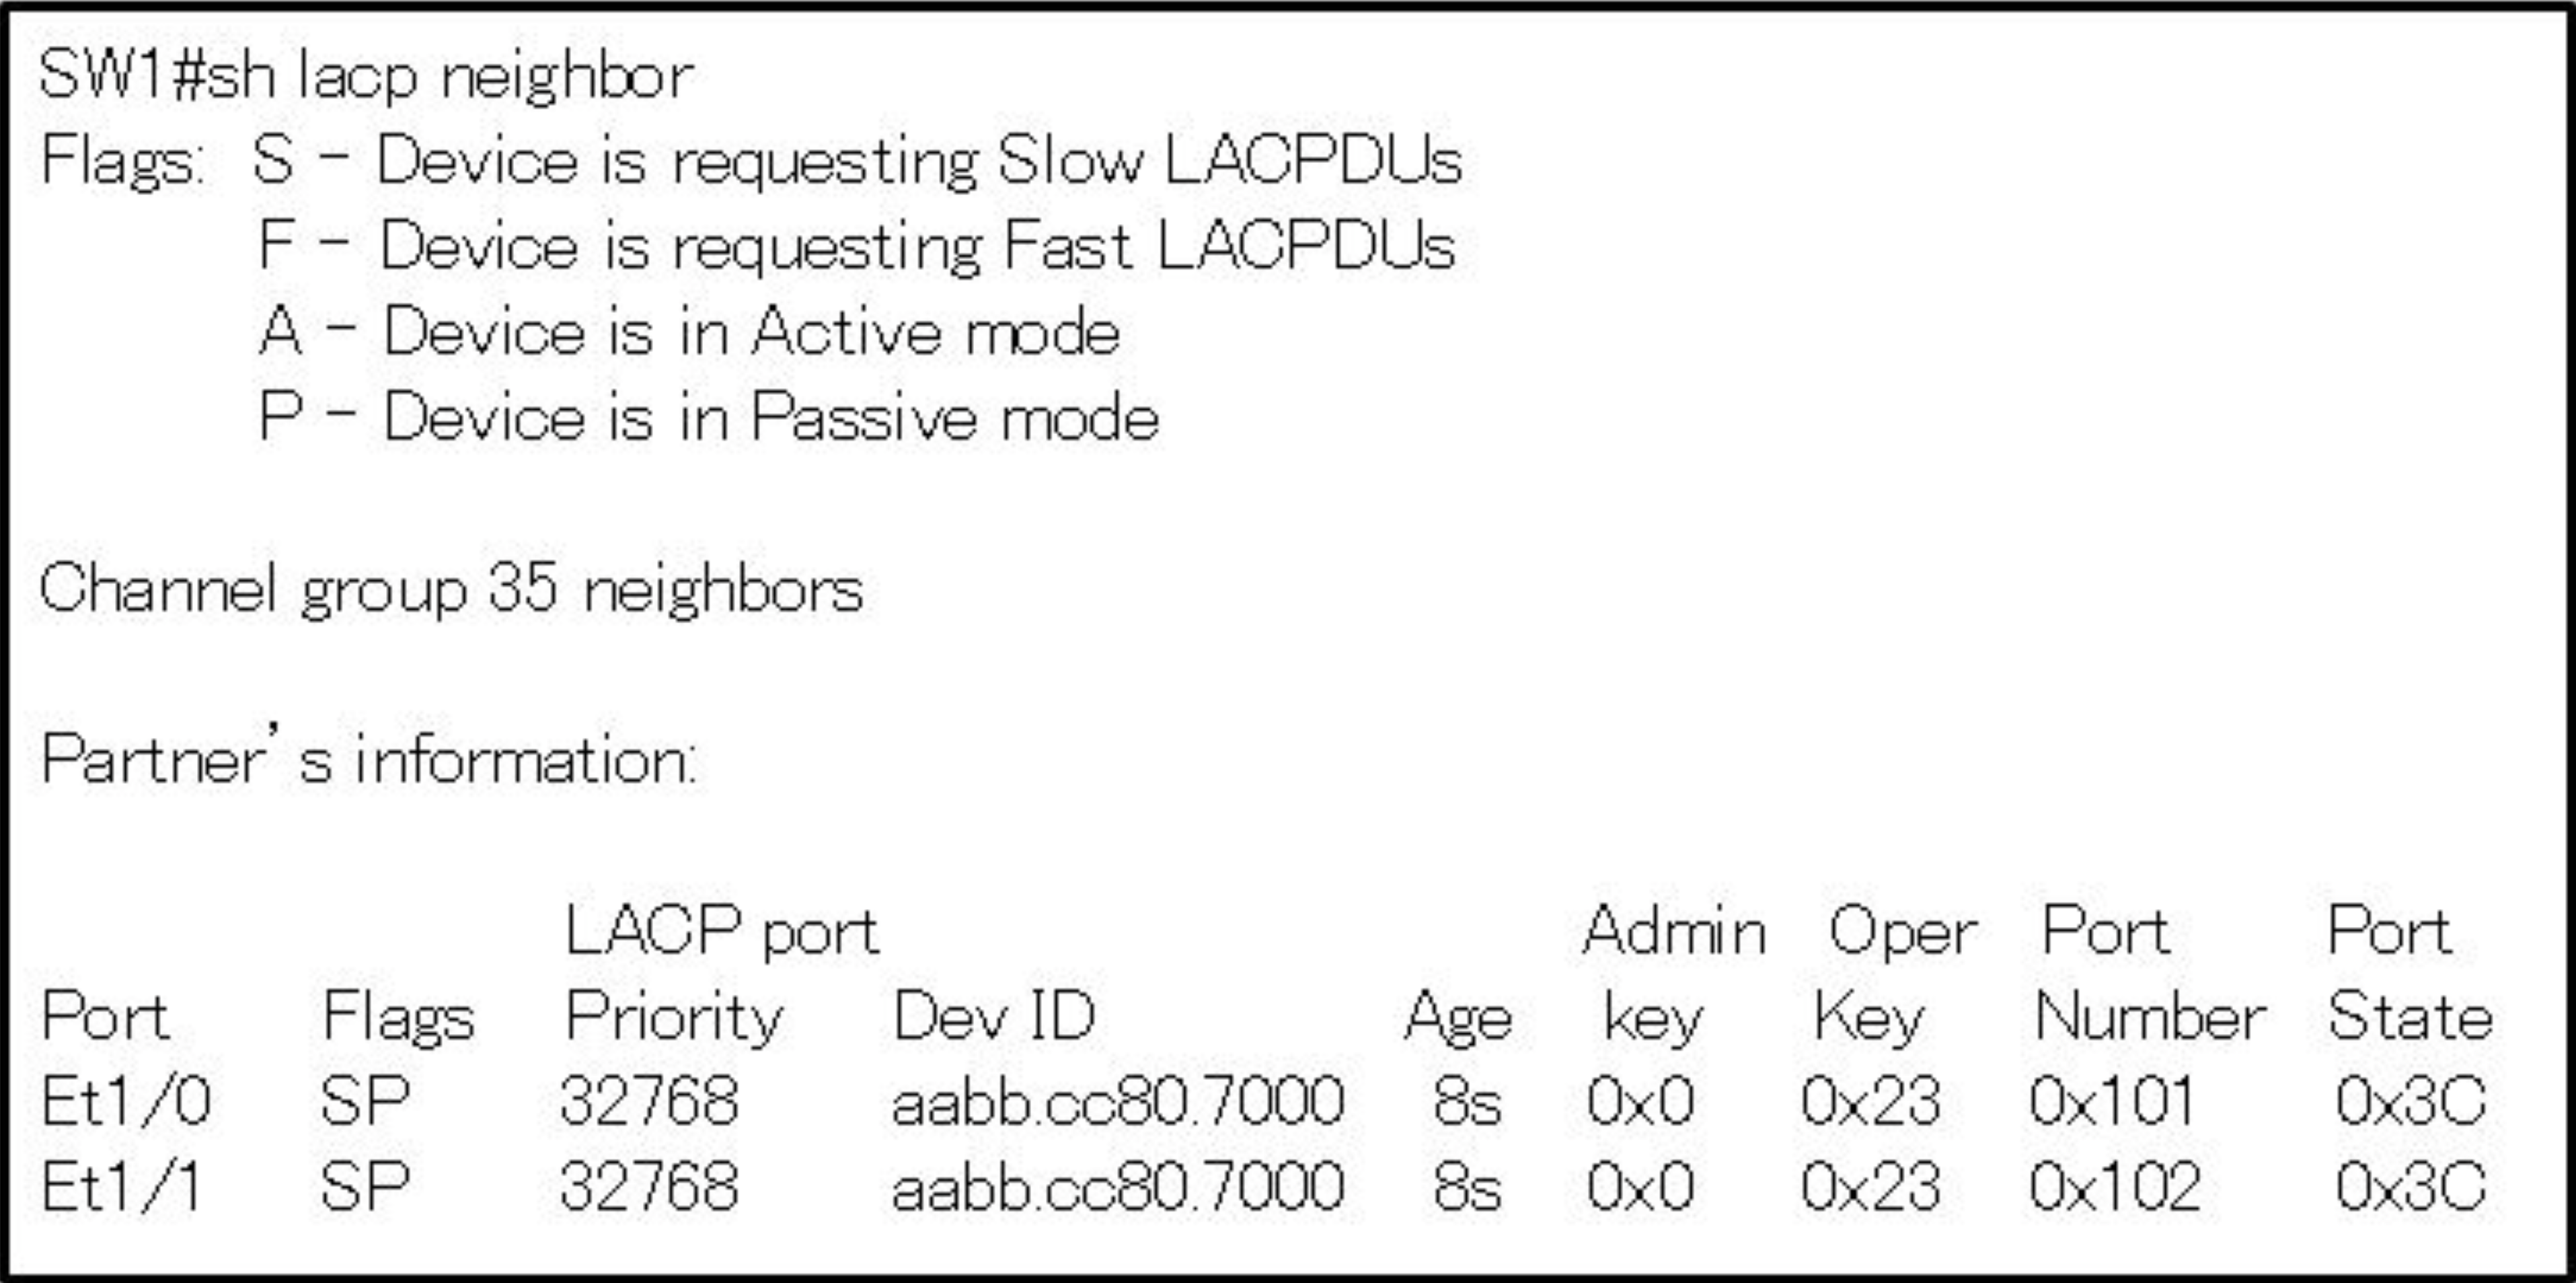 SW1#sh lacp neighbor
Flags: S - Device is requesting Slow LACPDUs
F - Device is requesting Fast LACPDUs
A - Device is in Active mode
P - Device is in Passive mode
Channel group 35 neighbors
Partner's information:
LACP port Admin Oper Port Port
Port Flags Priority Dev ID Age key Key Number State
Et1/0 SP 32768 aabb.cc80.7000 8s 0x0 0x23 0x101 0x3C
Et1/1 SP 32768 aabb.cc80.7000 8s 0x0 0x23 0x102 0x3C